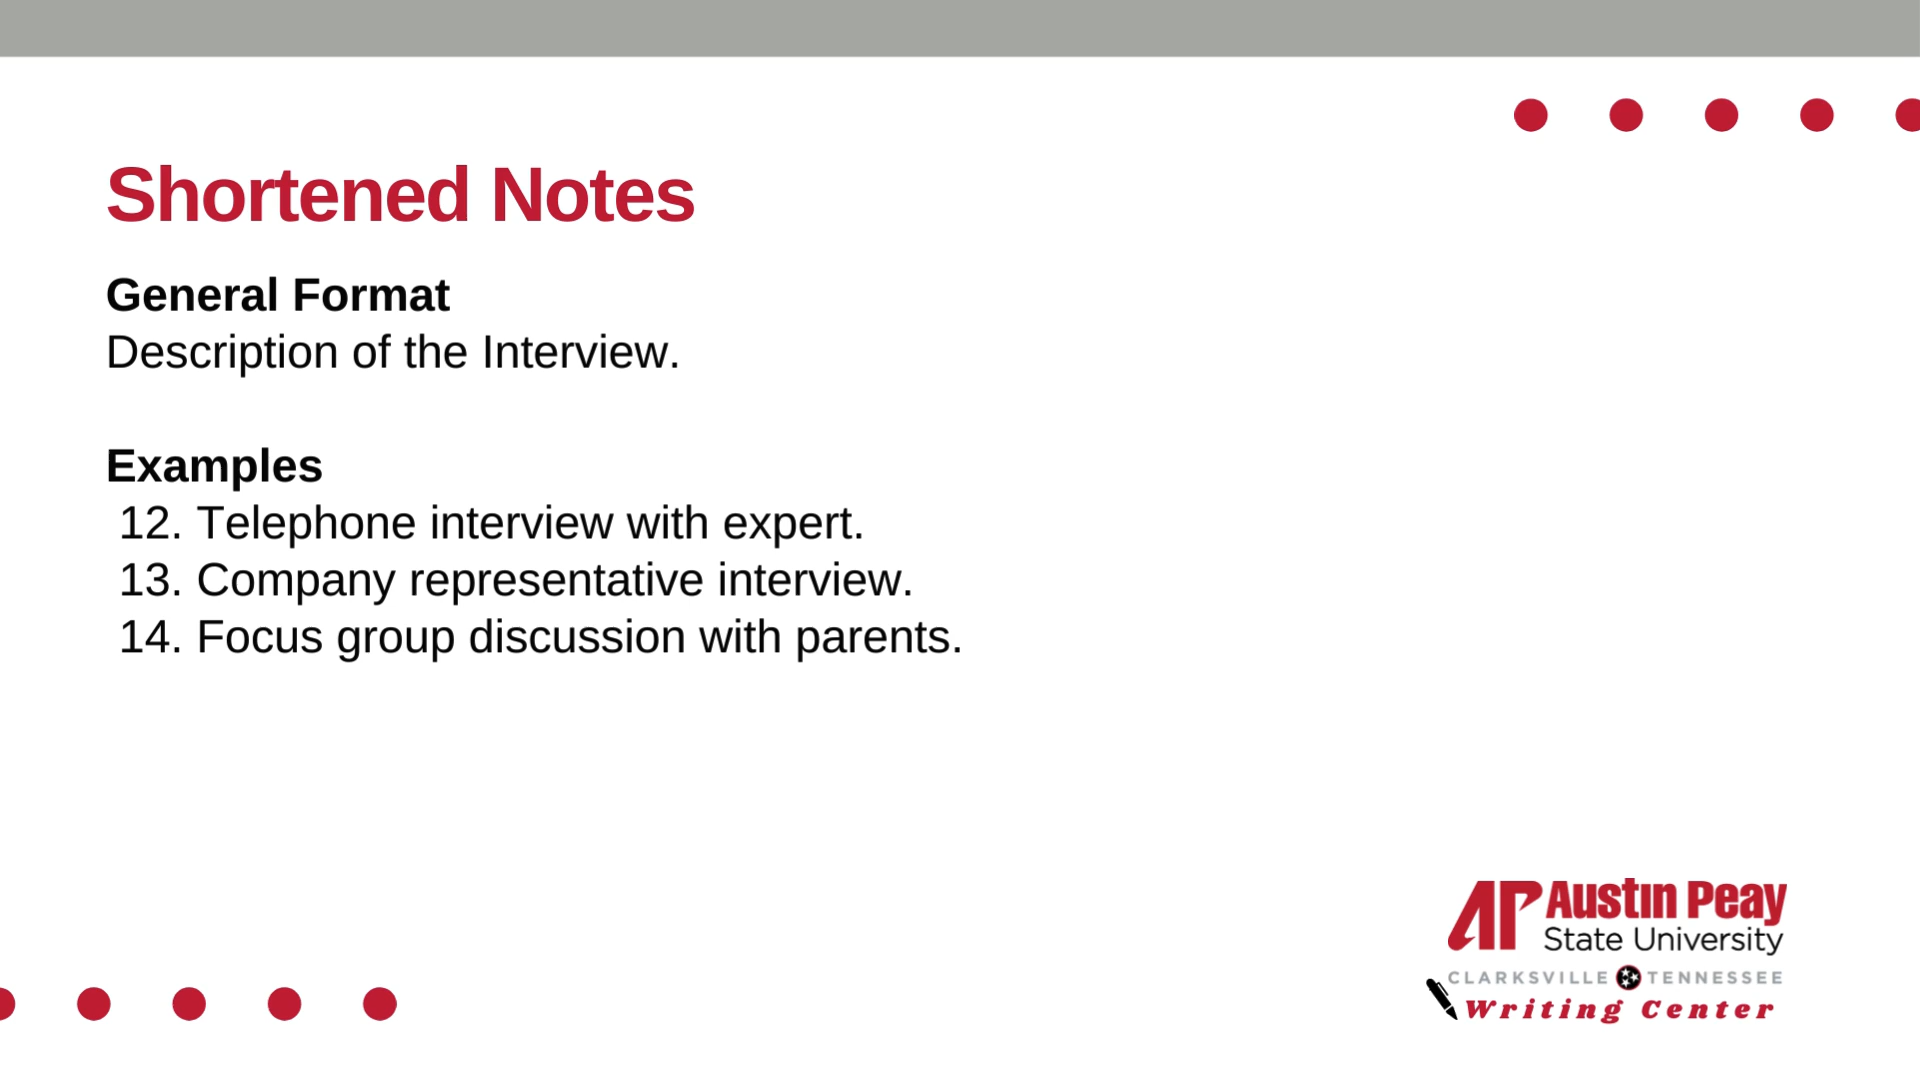 Shortened Notes
General Format
Description of the Interview.
Examples
12. Telephone interview with expert.
13. Company representative interview.
14. Focus group discussion with parents.
AP Austin Peay
State University
CLARKSVILLE TENNESSEE
Writing Center